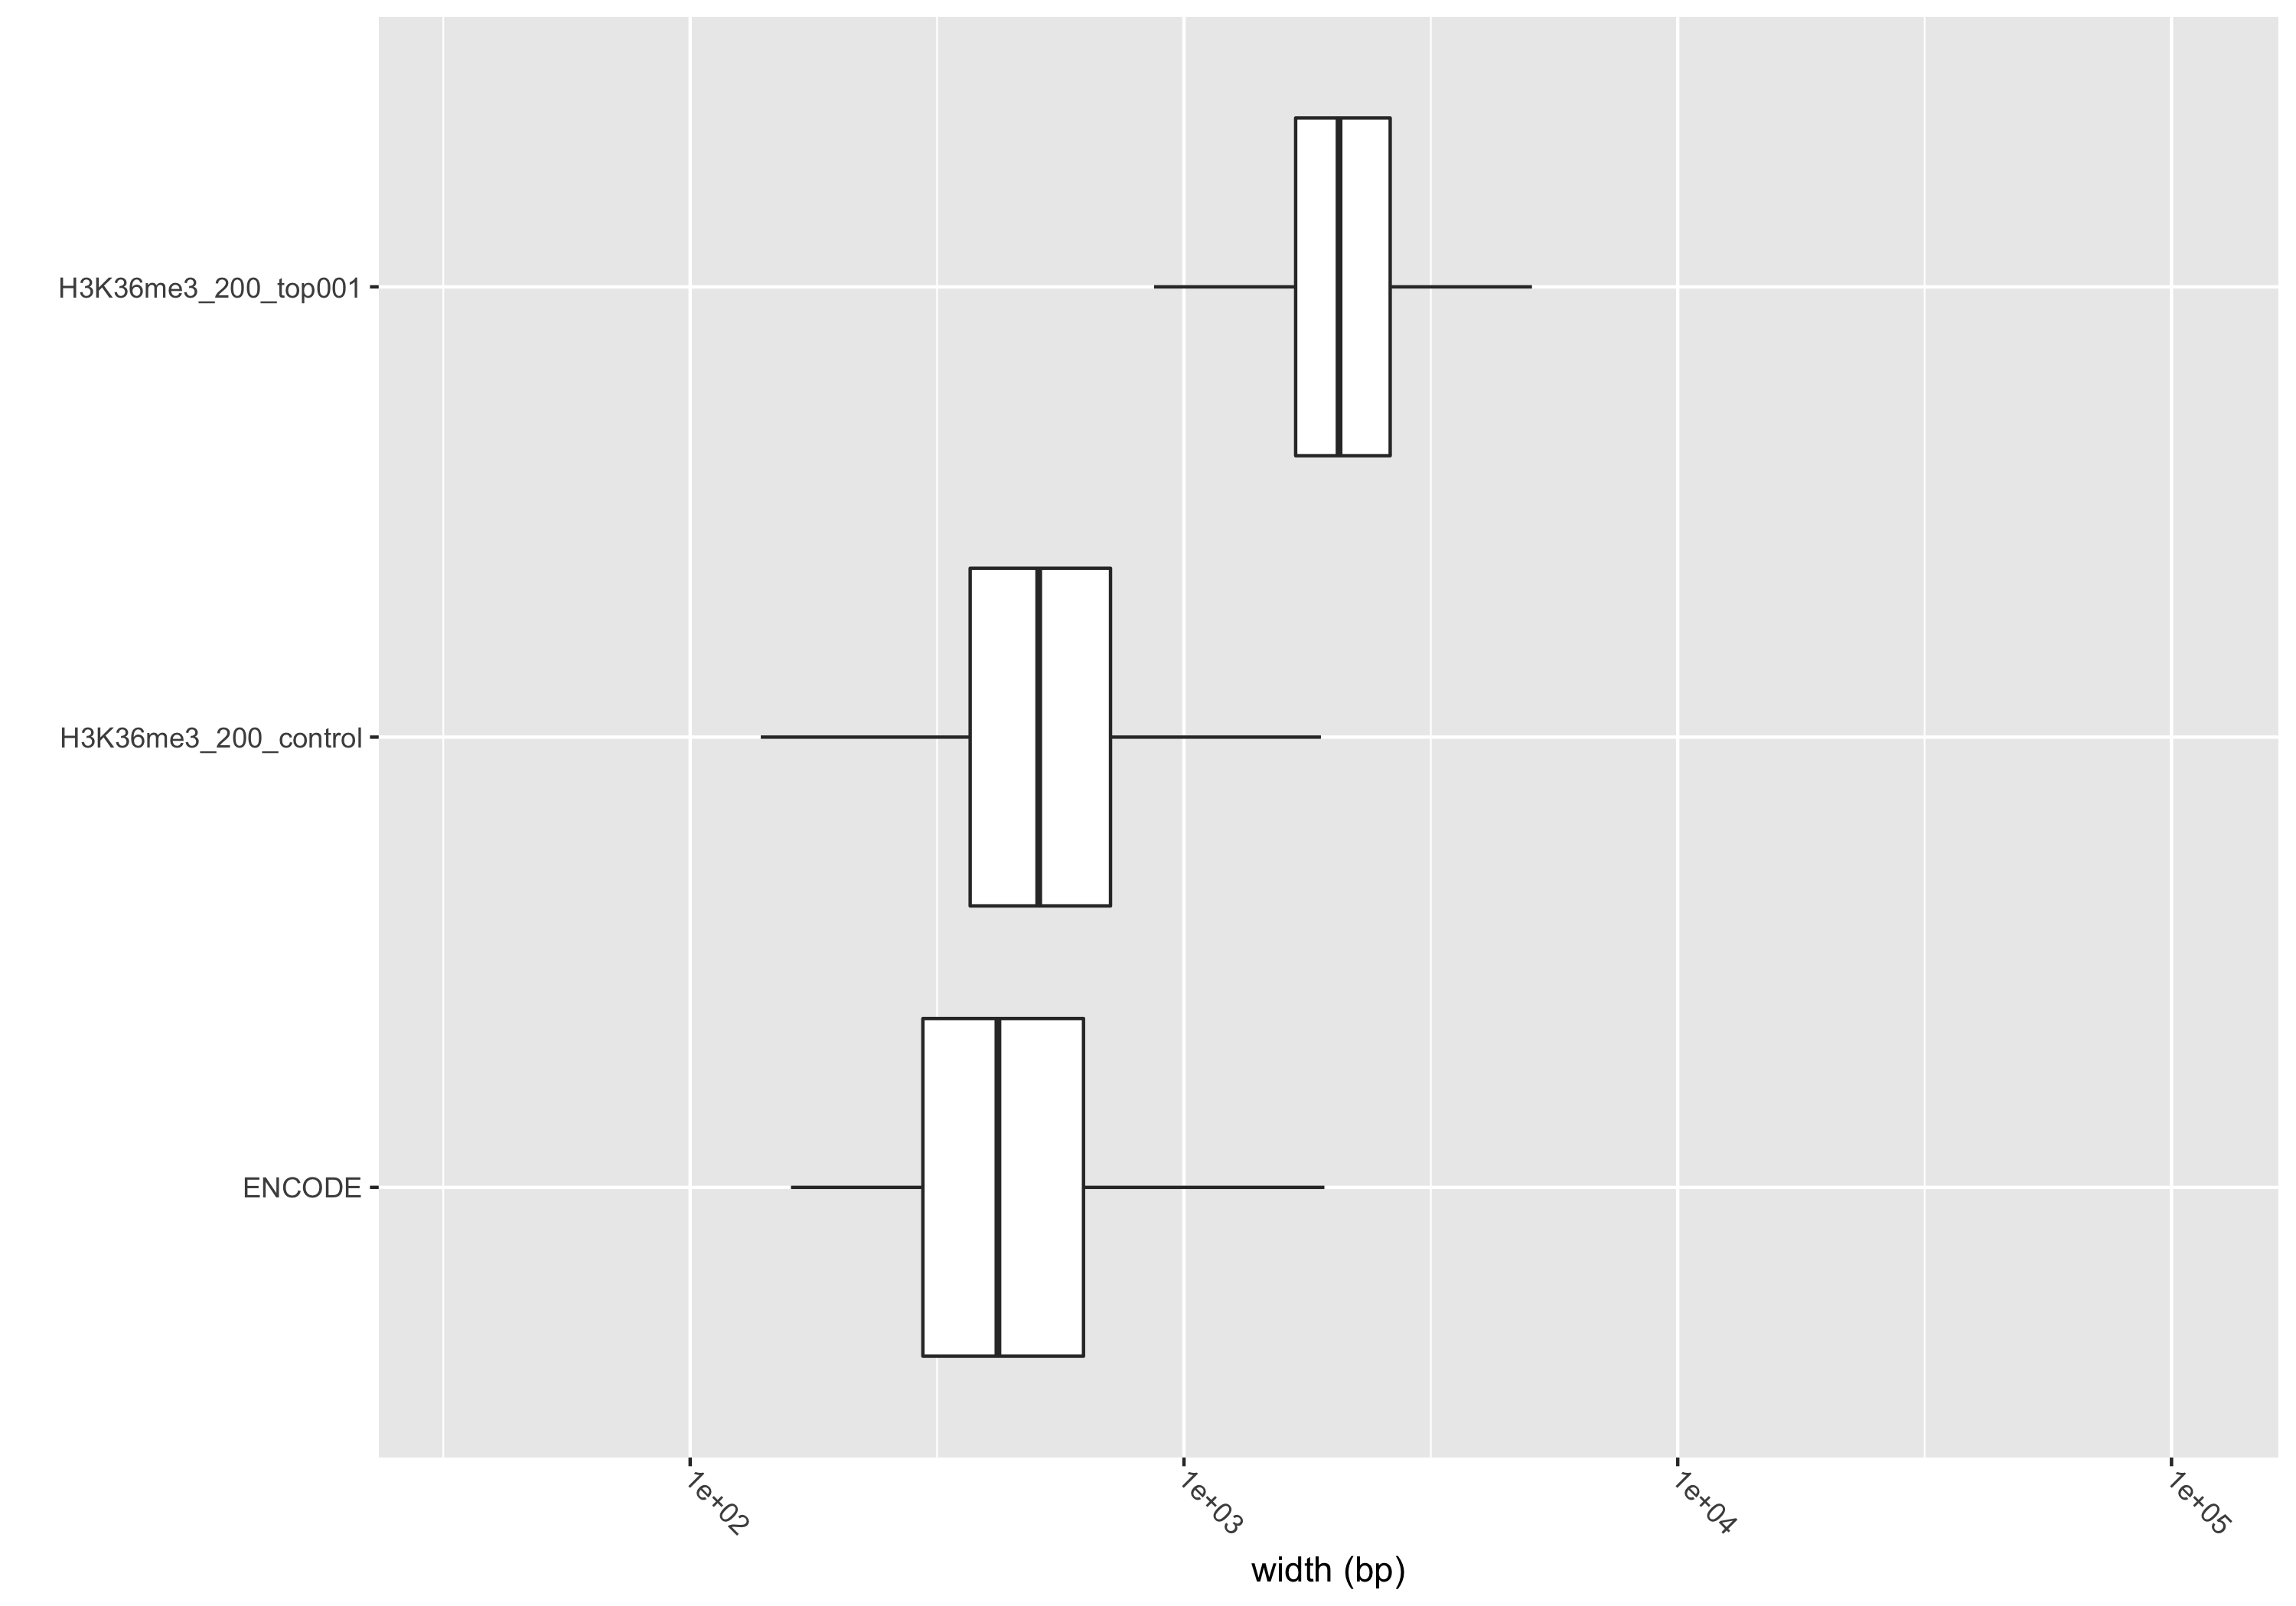 H3K36me3_200_top001
H3K36me3_200_control
ENCODE
1e+02
1e+03
1e+04
1e+05
width (bp)